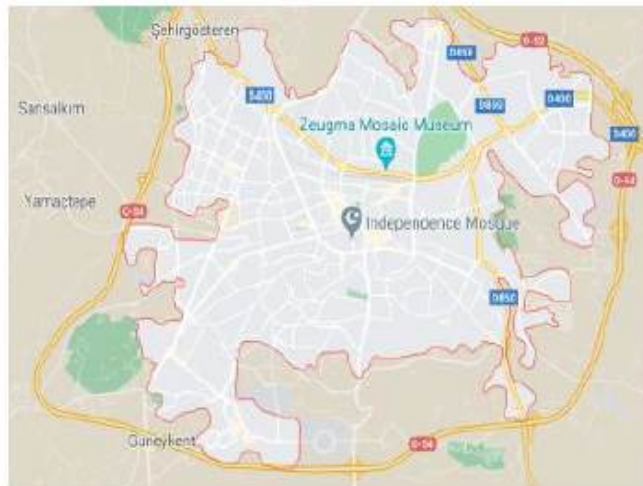 Şehirgösteren
D850
O-52
D400
Sarısalkım
Zeugma Mosaic Museum
D850
D400
D400
O-54
Yamaçtepe
O-54
Independence Mosque
D850
Güneykent
O-54